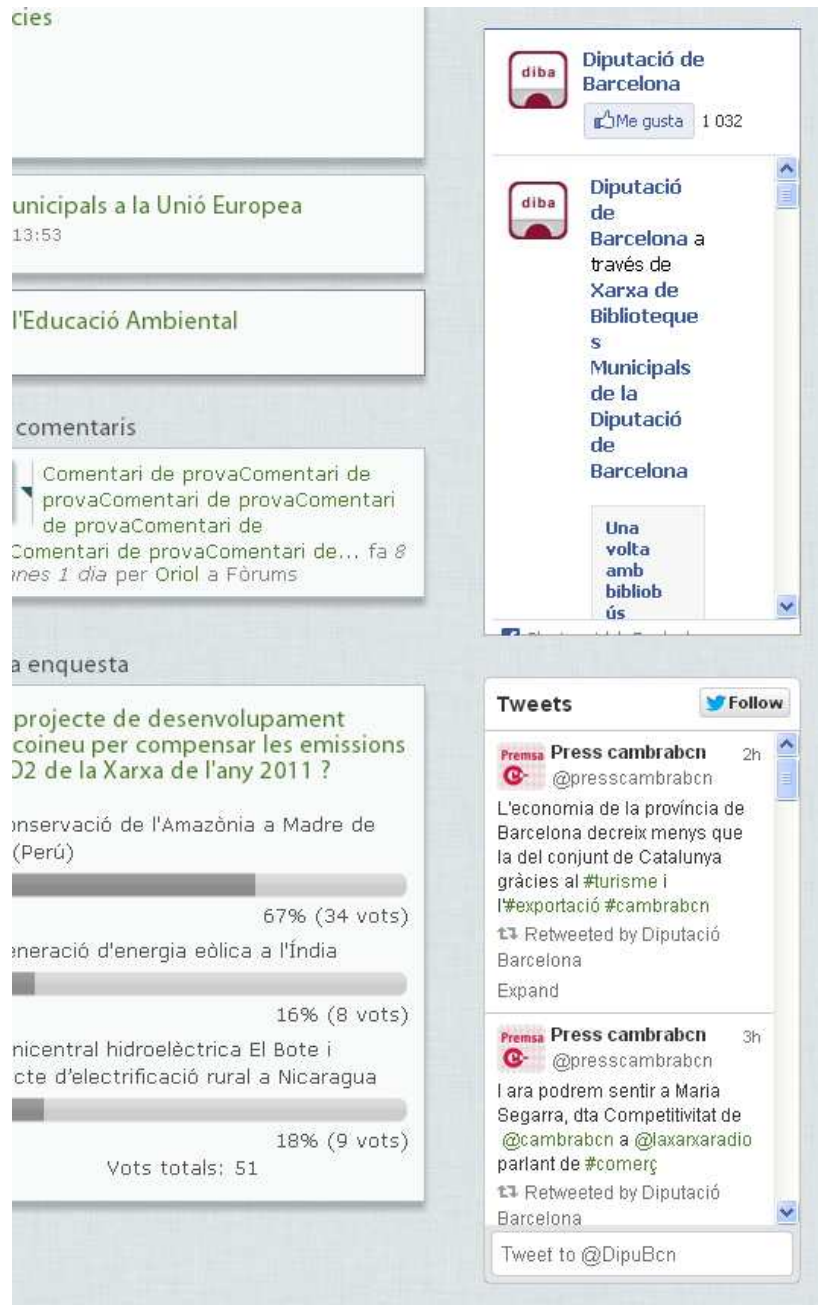 cies
unicipals a la Unió Europea
13:53
l'Educació Ambiental
comentaris
Comentari de provaComentari de
provaComentari de provaComentari
de provaComentari de
Comentari de provaComentari de... fa 8
nes 1 dia per Oriol a Fòrums
a enquesta
projecte de desenvolupament
coineu per compensar les emissions
O2 de la Xarxa de l'any 2011 ?
onservació de l'Amazònia a Madre de
(Perú)
67% (34 vots)
eneració d'energia eòlica a l'Índia
16% (8 vots)
nicentral hidroelèctrica El Bote i
cte d'electrificació rural a Nicaragua
18% (9 vots)
Vots totals: 51
diba
Diputació de
Barcelona
Me gusta 1 032
diba
Diputació
de
Barcelona a
través de
Xarxa de
Biblioteque
s
Municipals
de la
Diputació
de
Barcelona
Una
volta
amb
bibliob
ús
Tweets
Follow
Premsa
Press cambrabcn 2h
@presscambrabcn
L'economia de la província de
Barcelona decreix menys que
la del conjunt de Catalunya
gràcies al #turisme i
l'#exportació #cambrabcn
Retweeted by Diputació
Barcelona
Expand
Premsa
Press cambrabcn 3h
@presscambrabcn
I ara podrem sentir a Maria
Segarra, dta Competitivitat de
@cambrabcn a @laxarxaradio
parlant de #comerç
Retweeted by Diputació
Barcelona
Tweet to @DipuBcn